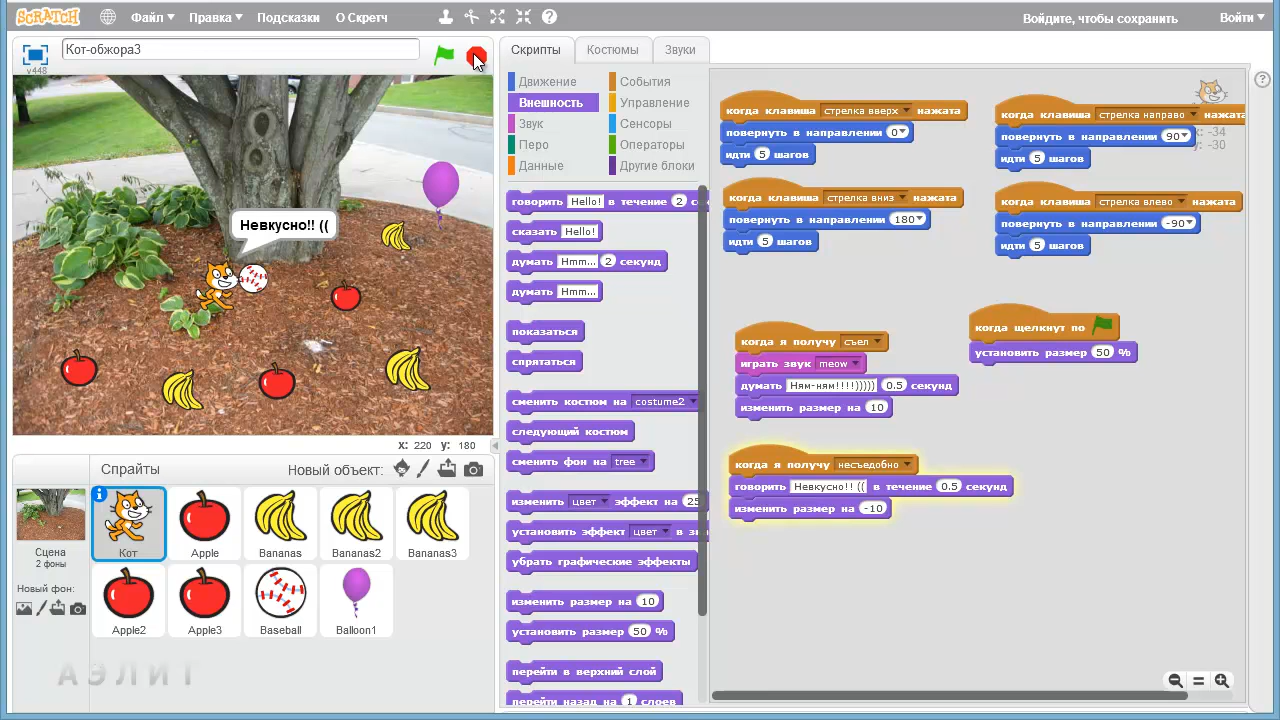 SCRATCH
Файл
Правка
Подсказки
О Скретч
Войдите, чтобы сохранить
Войти
Кот-обжора3
v448
Невкусно!! ((
x: 220 y: 180
Спрайты
Новый объект:
Сцена
2 фоны
Новый фон:
Кот
Apple
Bananas
Bananas2
Bananas3
Apple2
Apple3
Baseball
Balloon1
АЭЛИТ
Скрипты
Костюмы
Звуки
Движение
Внешность
Звук
Перо
Данные
События
Управление
Сенсоры
Операторы
Другие блоки
говорить Hello! в течение 2 се
сказать Hello!
думать Hmm... 2 секунд
думать Hmm...
показаться
спрятаться
сменить костюм на costume2
следующий костюм
сменить фон на tree
изменить цвет эффект на 25
установить эффект цвет в зн
убрать графические эффекты
изменить размер на 10
установить размер 50 %
перейти в верхний слой
перейти назад на 1 слоев
когда клавиша стрелка вверх нажата
повернуть в направлении 0
идти 5 шагов
когда клавиша стрелка направо нажата
повернуть в направлении 90
идти 5 шагов
x: -34
y: -30
когда клавиша стрелка вниз нажата
повернуть в направлении 180
идти 5 шагов
когда клавиша стрелка влево нажата
повернуть в направлении -90
идти 5 шагов
когда я получу съел
играть звук meow
думать Ням-ням!!!!))))) 0.5 секунд
изменить размер на 10
когда щелкнут по
установить размер 50 %
когда я получу несъедобно
говорить Невкусно!! (( в течение 0.5 секунд
изменить размер на -10